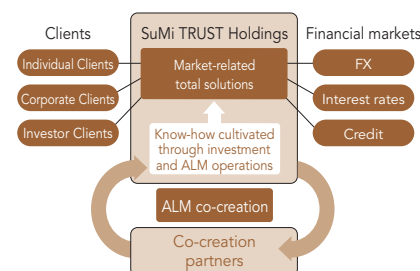 Clients
SuMi TRUST Holdings
Financial markets
Individual Clients
Corporate Clients
Investor Clients
Market-related
total solutions
FX
Interest rates
Credit
Know-how cultivated
through investment
and ALM operations
ALM co-creation
Co-creation
partners